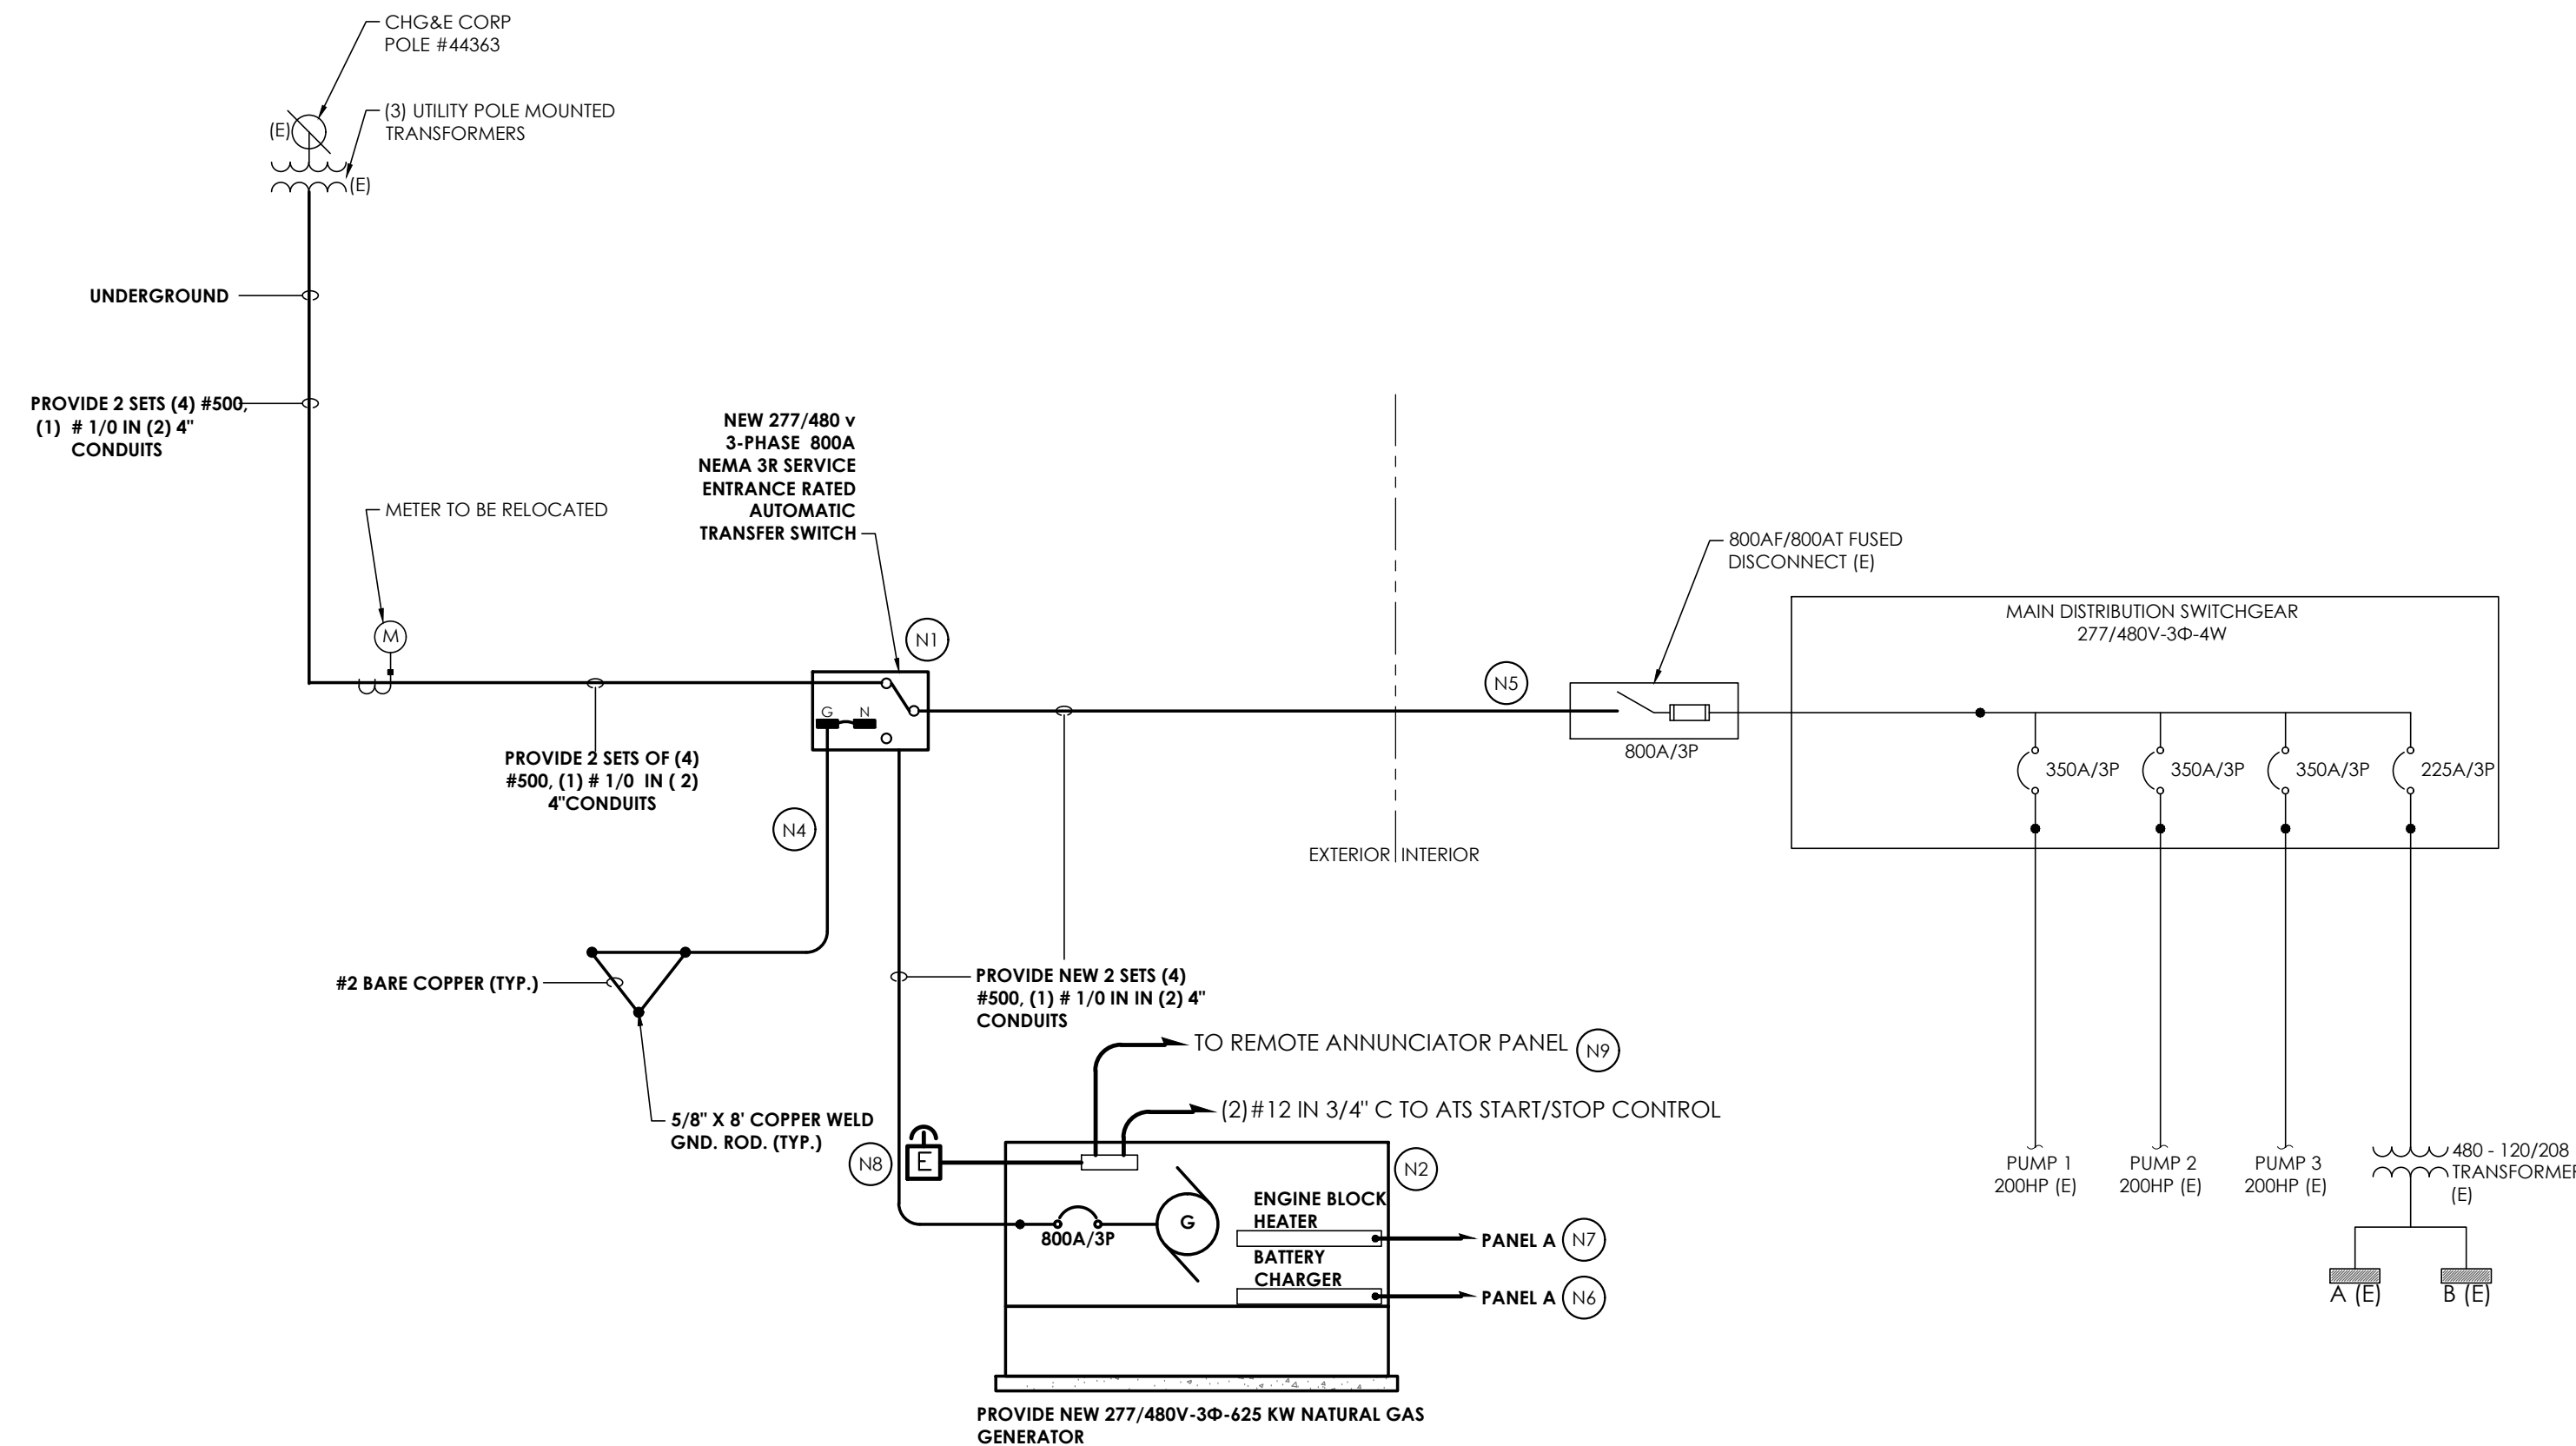 CHG&E CORP
POLE #44363
(E)
(3) UTILITY POLE MOUNTED
TRANSFORMERS
(E)
UNDERGROUND
PROVIDE 2 SETS (4) #500,
(1) # 1/0 IN (2) 4"
CONDUITS
METER TO BE RELOCATED
M
NEW 277/480 v
3-PHASE 800A
NEMA 3R SERVICE
ENTRANCE RATED
AUTOMATIC
TRANSFER SWITCH
N1
G N
PROVIDE 2 SETS OF (4)
#500, (1) # 1/0 IN ( 2)
4"CONDUITS
N4
#2 BARE COPPER (TYP.)
5/8" X 8' COPPER WELD
GND. ROD. (TYP.)
EXTERIOR INTERIOR
N5
800AF/800AT FUSED
DISCONNECT (E)
800A/3P
MAIN DISTRIBUTION SWITCHGEAR
277/480V-3Φ-4W
350A/3P 350A/3P 350A/3P 225A/3P
PROVIDE NEW 2 SETS (4)
#500, (1) # 1/0 IN IN (2) 4"
CONDUITS
TO REMOTE ANNUNCIATOR PANEL N9
(2)#12 IN 3/4" C TO ATS START/STOP CONTROL
N8
E
N2
800A/3P
G
ENGINE BLOCK
HEATER
PANEL A N7
BATTERY
CHARGER
PANEL A N6
PROVIDE NEW 277/480V-3Φ-625 KW NATURAL GAS
GENERATOR
PUMP 1
200HP (E)
PUMP 2
200HP (E)
PUMP 3
200HP (E)
480 - 120/208
TRANSFORMER
(E)
A (E)
B (E)